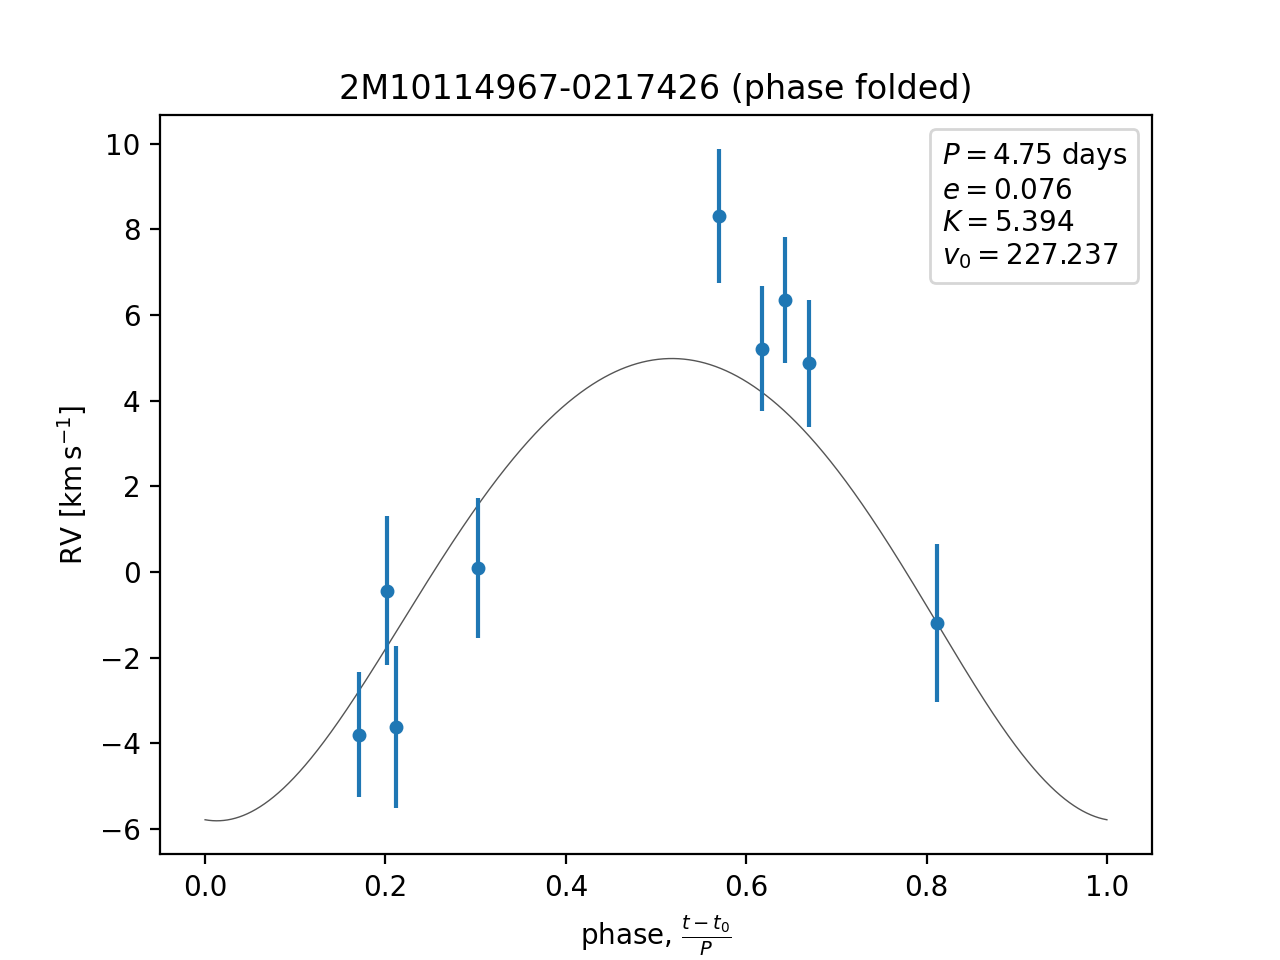 2M10114967-0217426 (phase folded)
P = 4.75 days
e = 0.076
K = 5.394
v₀ = 227.237
RV [km s⁻¹]
10
8
6
4
2
0
−2
−4
−6
0.0 0.2 0.4 0.6 0.8 1.0
phase, (t − t₀)/P